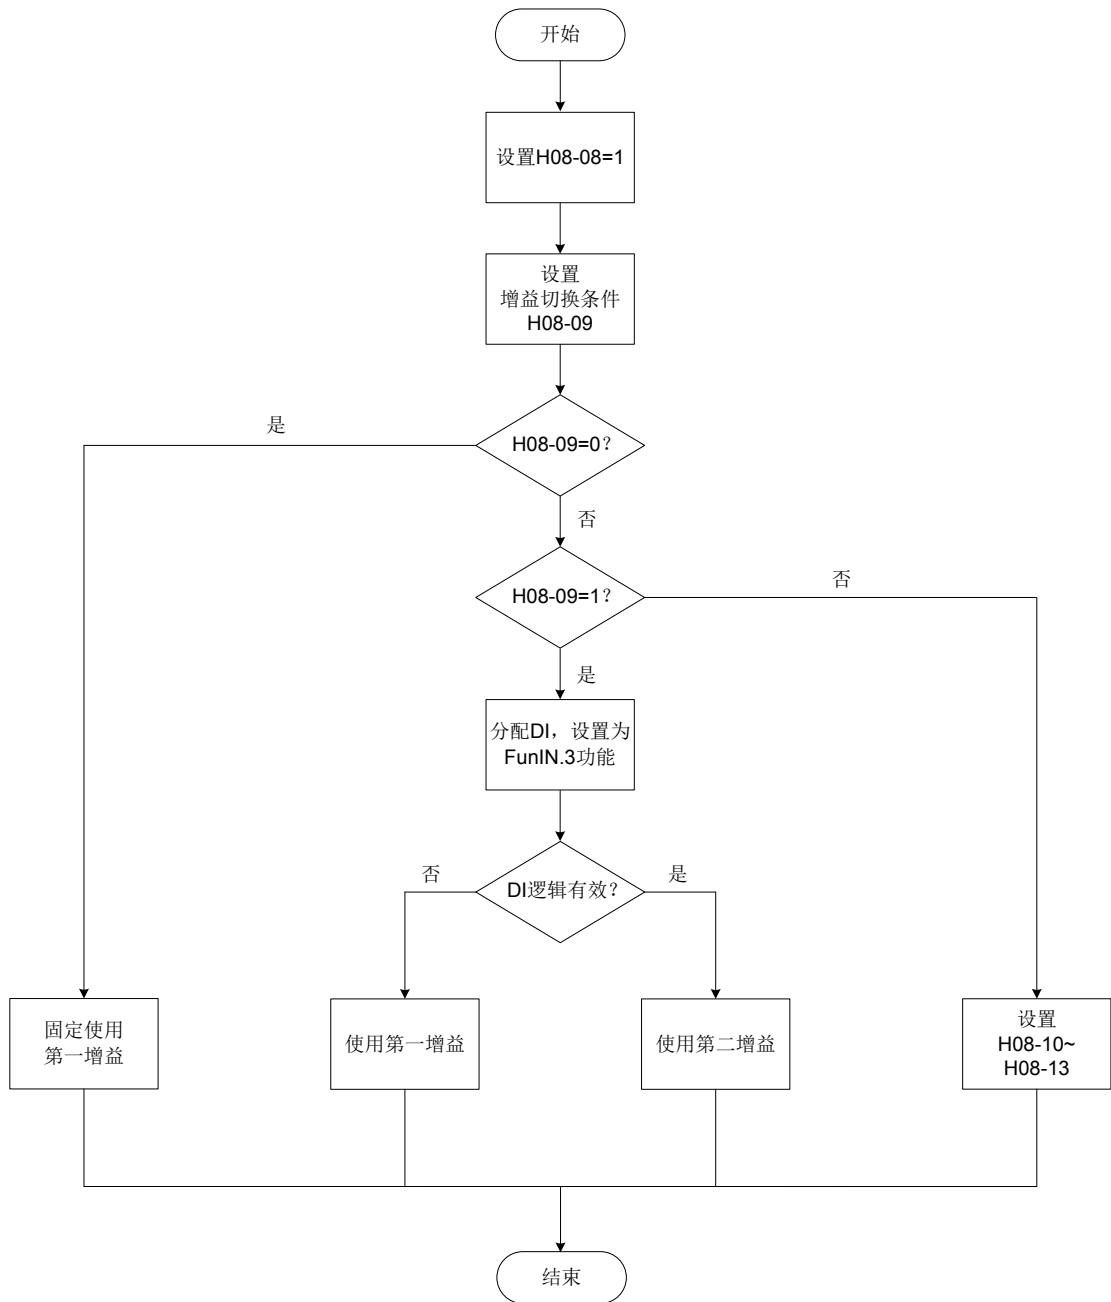 开始
设置H08-08=1
设置
增益切换条件
H08-09
是
H08-09=0？
否
H08-09=1？
否
是
分配DI，设置为
FunIN.3功能
否
DI逻辑有效？
是
固定使用
第一增益
使用第一增益
使用第二增益
设置
H08-10~
H08-13
结束